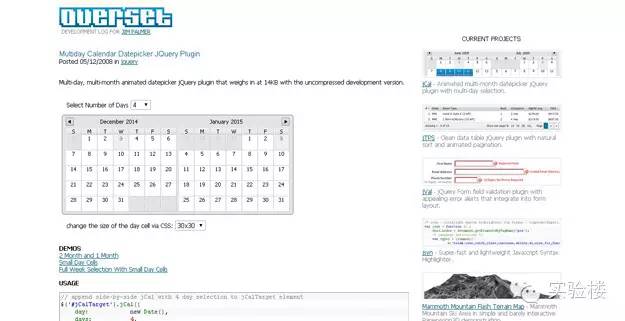 overset
DEVELOPMENT LOG FOR JIM PALMER
Multiday Calendar Datepicker JQuery Plugin
Posted 05/12/2008 in jquery
Multi-day, multi-month animated datepicker jQuery plugin that weighs in at 14KB with the uncompressed development version.
Select Number of Days 4
December 2014
January 2015
S M T W T F S S M T W T F S
1 2 3 4 5 6 1 2 3
7 8 9 10 11 12 13 4 5 6 7 8 9 10
14 15 16 17 18 19 20 11 12 13 14 15 16 17
21 22 23 24 25 26 27 18 19 20 21 22 23 24
28 29 30 31 25 26 27 28 29 30 31
change the size of the day cell via CSS: 30x30
DEMOS
2 Month and 1 Month
Small Day Cells
Full Week Selection With Small Day Cells
USAGE
// append side-by-side jCal with 4 day selection to jCalTarget element
$('#jCalTarget').jCal({
day: new Date(),
days: 4,
CURRENT PROJECTS
jCal - Animated multi-month datepicker jQuery plugin with multi-day selection.
jTPS - Clean data table jQuery plugin with natural sort and animated pagination.
jVal - jQuery Form field validation plugin with appealing error alerts that integrate into form layout.
jsyn - Super-fast and lightweight Javascript Syntax Highlighter.
Mammoth Mountain Flash Terrain Map - Mammoth
Mountain Ski Area in simple and barely interactive
Papervision3D demonstration.
实验楼